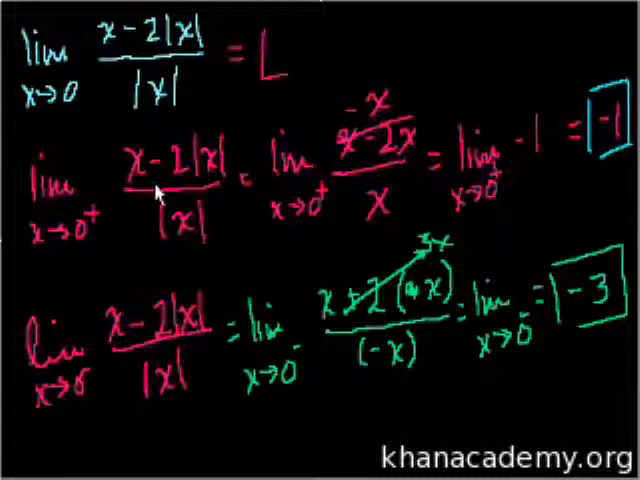 lim x→0 x-2|x| / |x| = L
lim x→0⁺ x-2|x| / |x| = lim x→0⁺ -x x-2x / x = lim x→0⁺ -1 = -1
lim x→0⁻ x-2|x| / |x| = lim x→0⁻ / (-x) = lim x→0⁻ = -3
khanacademy.org